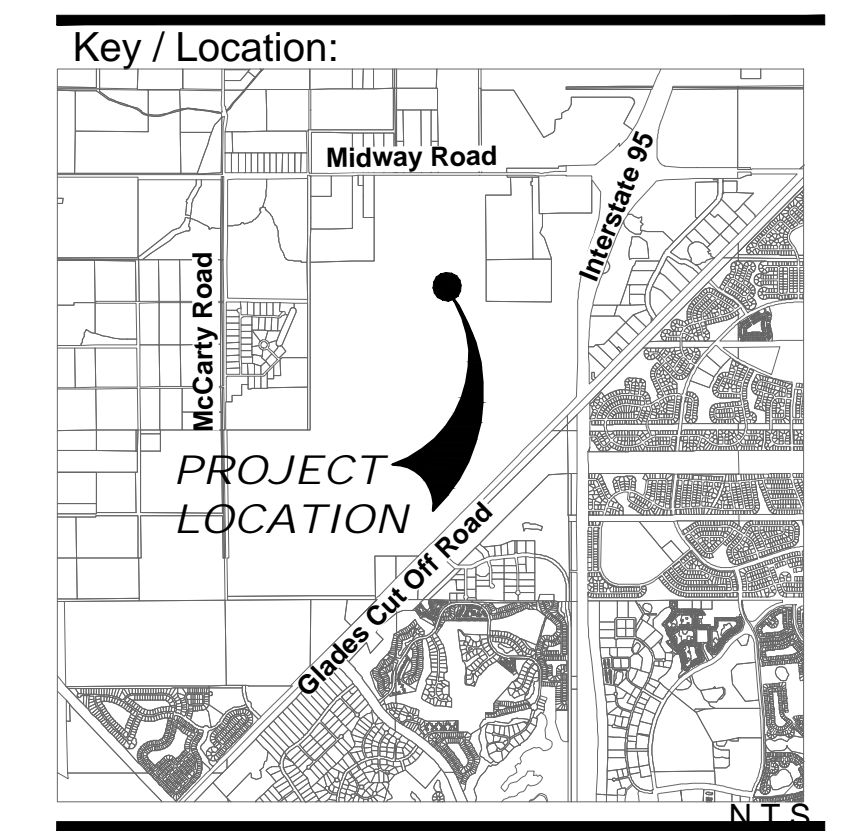 Key / Location:
Midway Road
Interstate 95
McCarty Road
PROJECT
LOCATION
Glades Cut Off Road
N.T.S.